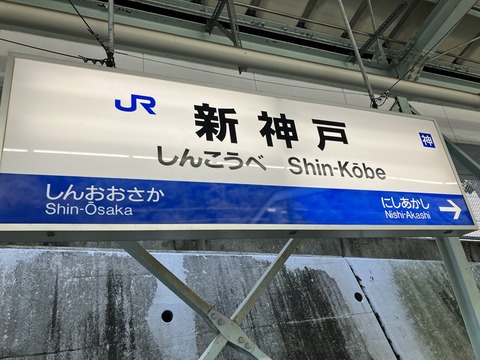 JR 新神戸 神
しんこうべ Shin-Kōbe
しんおおさか にしあかし
Shin-Ōsaka Nishi-Akashi →